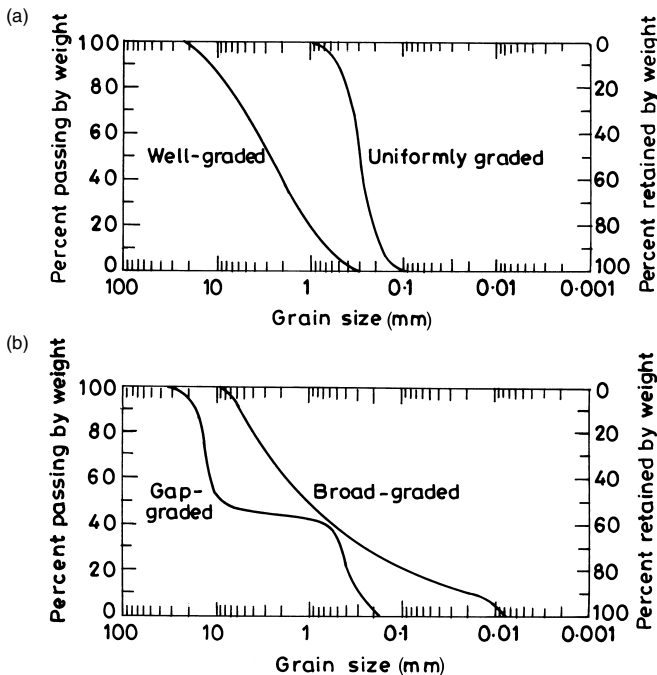 (a)
Percent passing by weight
100
80
60
40
20
0
Well-graded
Uniformly graded
0
20
40
60
80
100
Percent retained by weight
100 10 1 0·1 0·01 0·001
Grain size (mm)
(b)
Percent passing by weight
100
80
60
40
20
0
Gap-
graded
Broad-graded
0
20
40
60
80
100
Percent retained by weight
100 10 1 0·1 0·01 0·001
Grain size (mm)